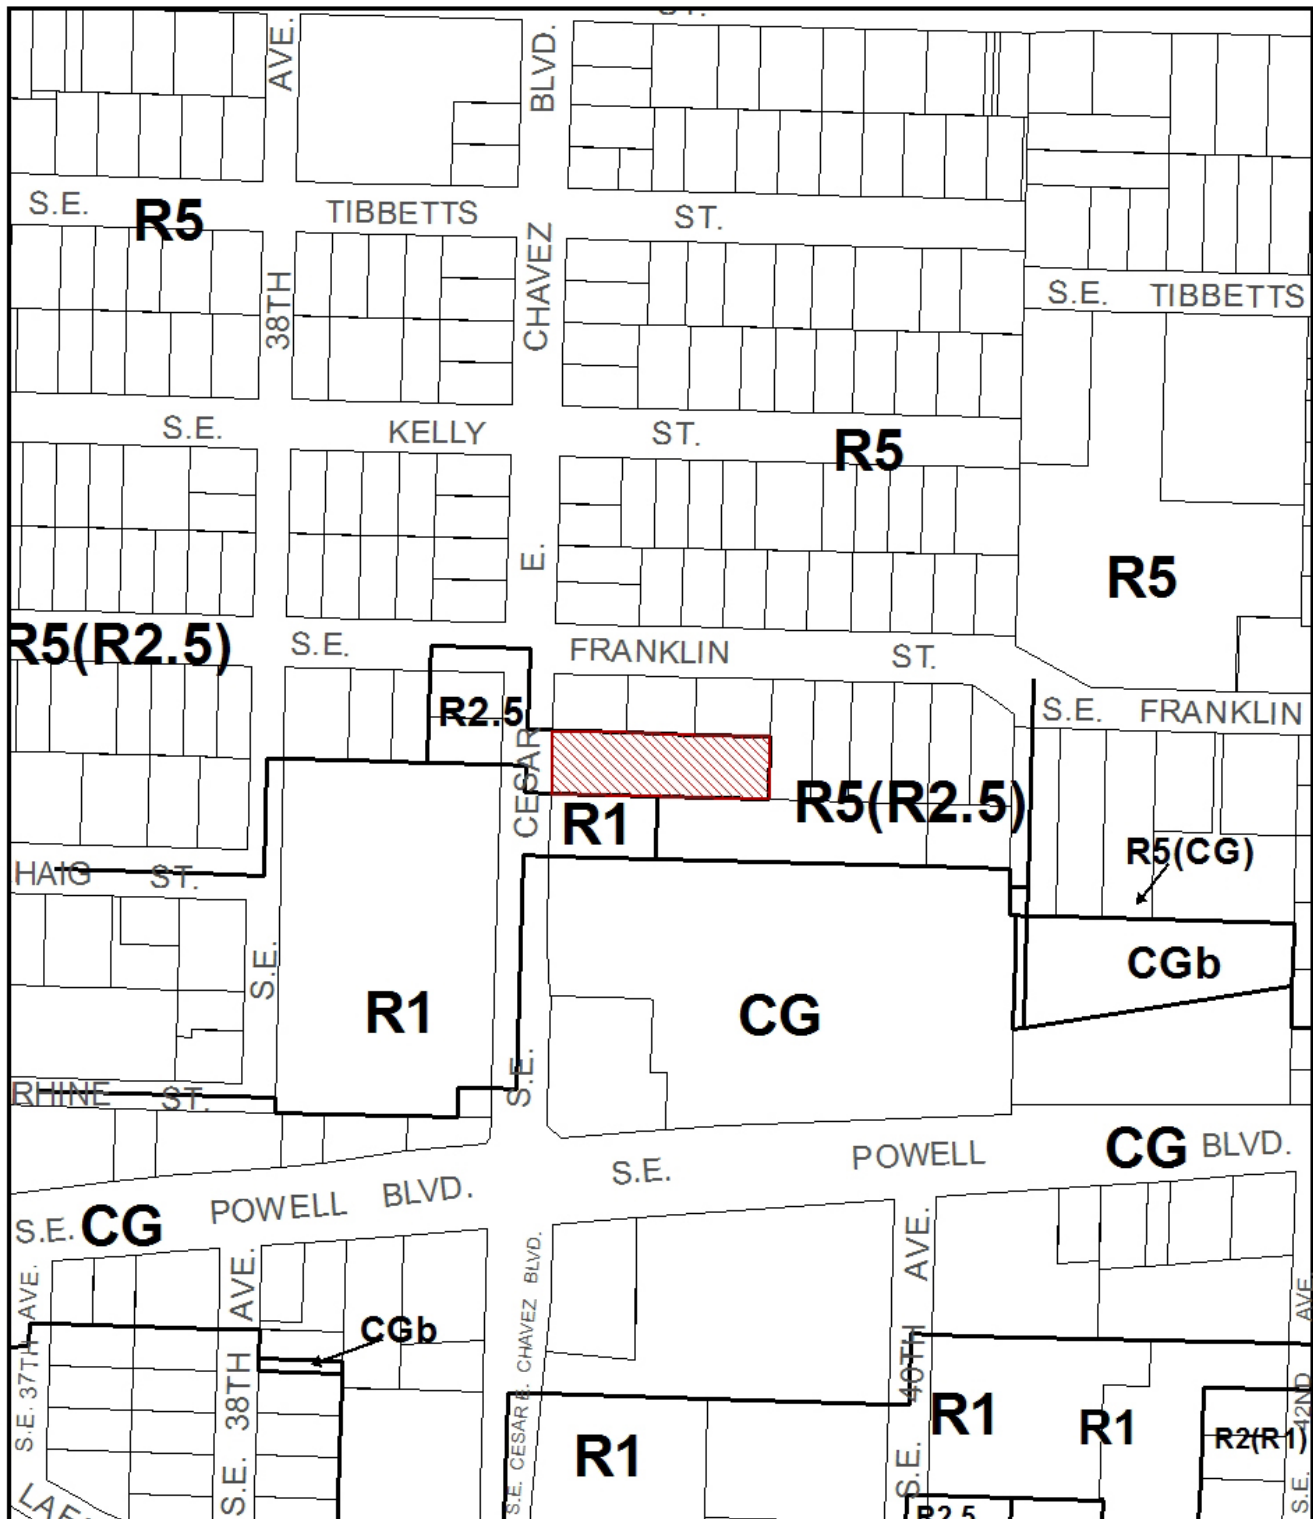 ST.
AVE.
BLVD.
S.E.
R5
TIBBETTS
ST.
CHAVEZ
38TH
S.E. TIBBETTS
S.E.
KELLY
ST.
R5
E.
R5
R5(R2.5)
S.E.
FRANKLIN
ST.
R2.5
S.E. FRANKLIN
CESAR
R1
R5(R2.5)
R5(CG)
HAIG ST.
S.E.
CGb
R1
CG
S.E.
RHINE ST.
S.E.
POWELL
CG
BLVD.
S.E.
CG
POWELL
BLVD.
S.E. 37TH AVE.
S.E. 38TH AVE.
CGb
S.E. CESAR E. CHAVEZ BLVD.
S.E. 40TH AVE.
S.E. 42ND AVE
R1
R1
R1
R2(R1)
R2.5